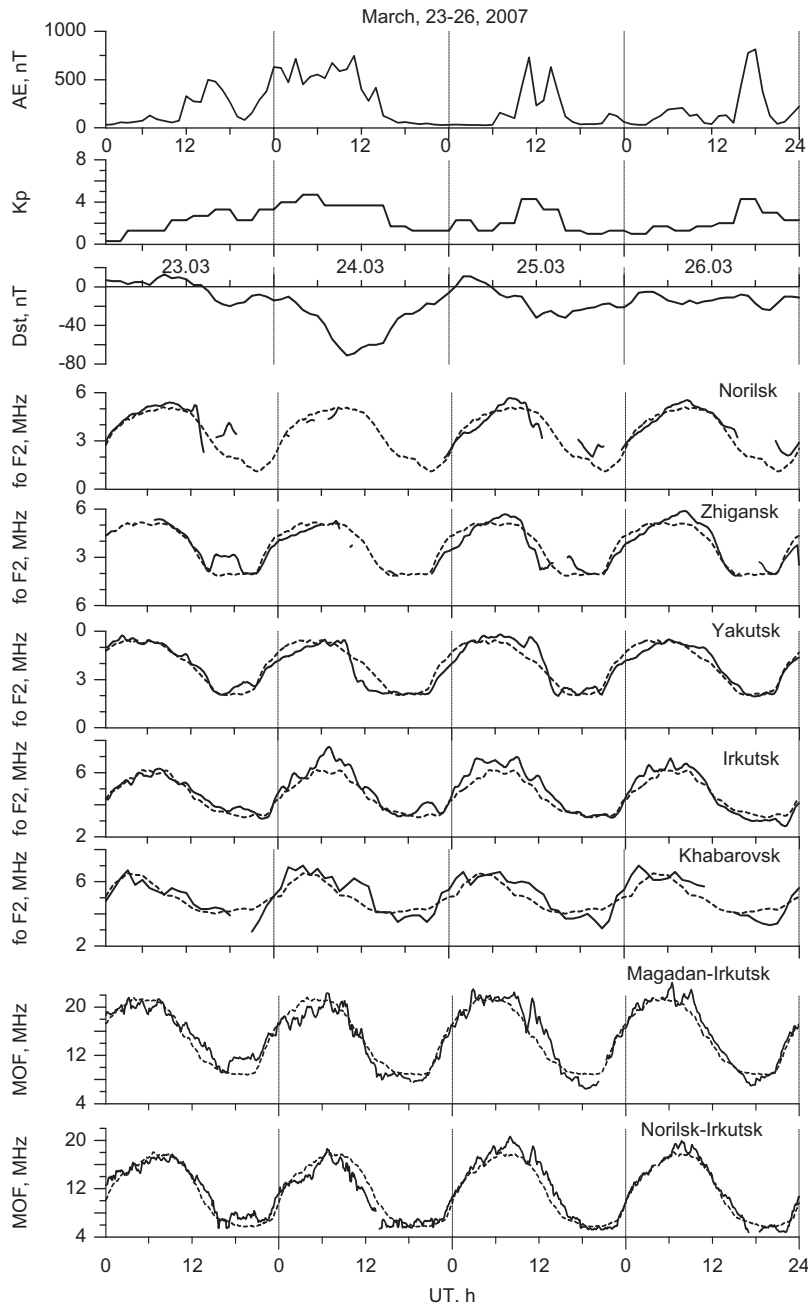 March, 23-26, 2007
AE, nT
1000
500
0
0 12 0 12 0 12 0 12 24
Kp
8
4
0
23.03 24.03 25.03 26.03
Dst, nT
0
-40
-80
Norilsk
fo F2, MHz
6
3
0
Zhigansk
fo F2, MHz
6
3
6
Yakutsk
fo F2, MHz
0
3
0
Irkutsk
fo F2, MHz
6
2
Khabarovsk
fo F2, MHz
6
2
Magadan-Irkutsk
MOF, MHz
20
12
4
Norilsk-Irkutsk
MOF, MHz
20
12
4
0 12 0 12 0 12 0 12 24
UT, h